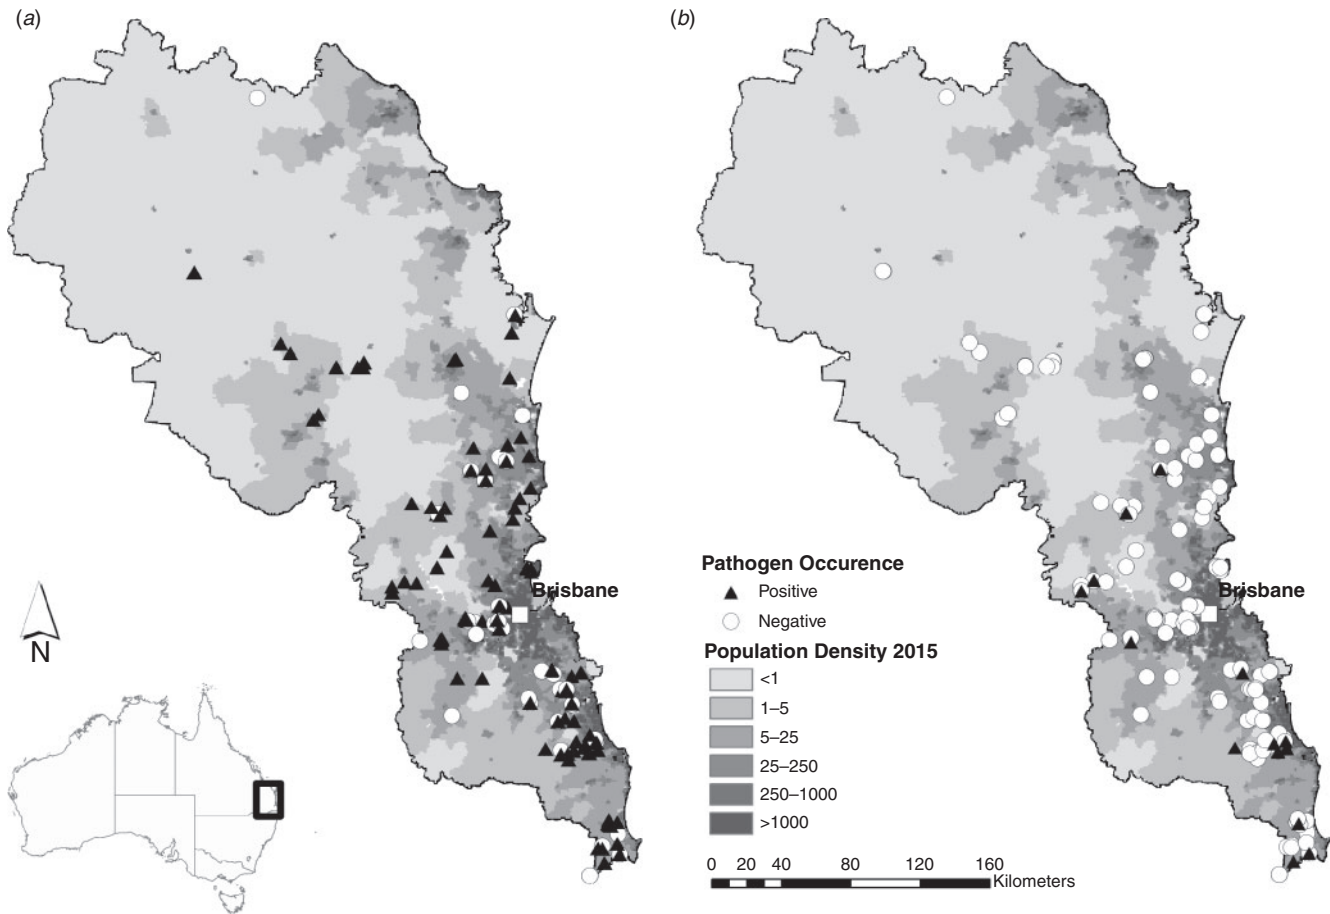 (a)
(b)
Brisbane
N
Pathogen Occurence
Positive
Negative
Brisbane
Population Density 2015
<1
1–5
5–25
25–250
250–1000
>1000
0 20 40 80 120 160
Kilometers